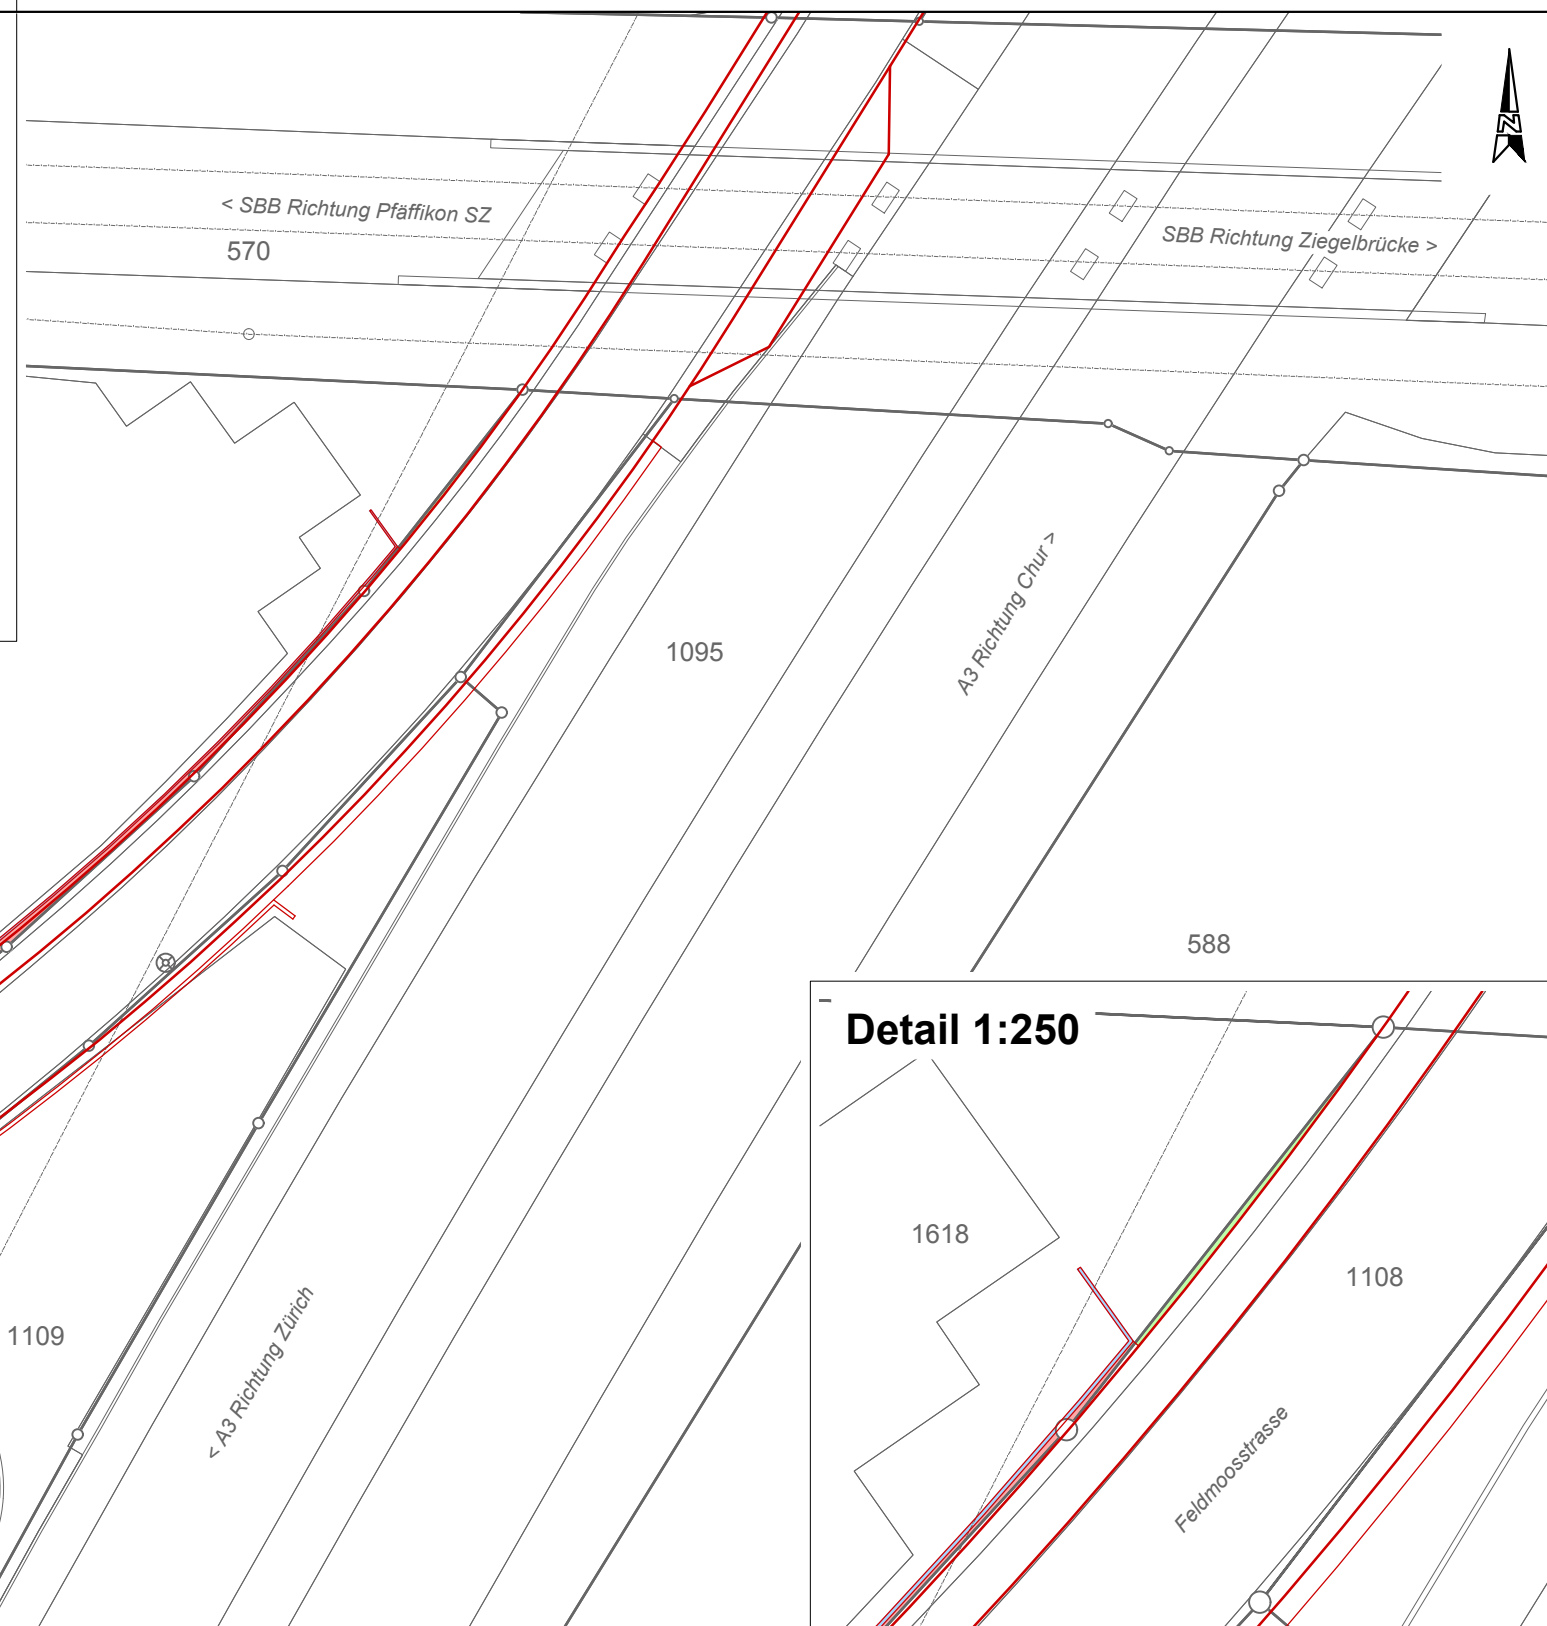 N
< SBB Richtung Pfäffikon SZ
570
SBB Richtung Ziegelbrücke >
1095
A3 Richtung Chur >
588
Detail 1:250
1618
1108
1109
< A3 Richtung Zürich
Feldmoosstrasse